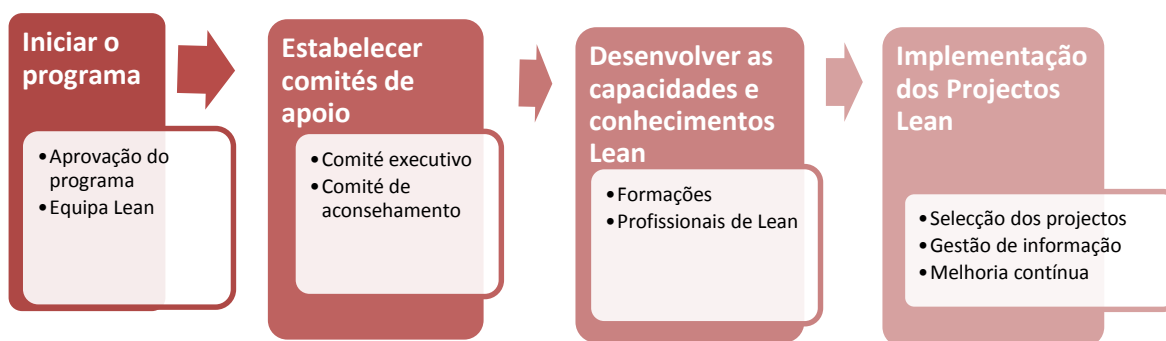 Iniciar o
programa
•Aprovação do
programa
•Equipa Lean
Estabelecer
comités de
apoio
•Comité executivo
•Comité de
aconsehamento
Desenvolver as
capacidades e
conhecimentos
Lean
•Formações
•Profissionais de Lean
Implementação
dos Projectos
Lean
•Selecção dos projectos
•Gestão de informação
•Melhoria contínua